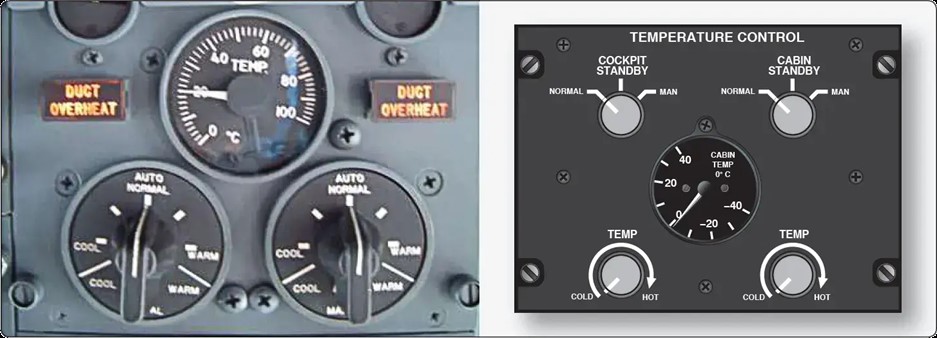 40
60
TEMP.
20
80
100
0
°C
DUCT
OVERHEAT
DUCT
OVERHEAT
AUTO
NORMAL
COOL
WARM
COOL
WARM
AL
AUTO
NORMAL
COOL
WARM
COOL
WARM
MA
TEMPERATURE CONTROL
COCKPIT
STANDBY
NORMAL
MAN
CABIN
STANDBY
NORMAL
MAN
40
CABIN
TEMP
0° C
20
0
-20
-40
TEMP
COLD
HOT
TEMP
COLD
HOT